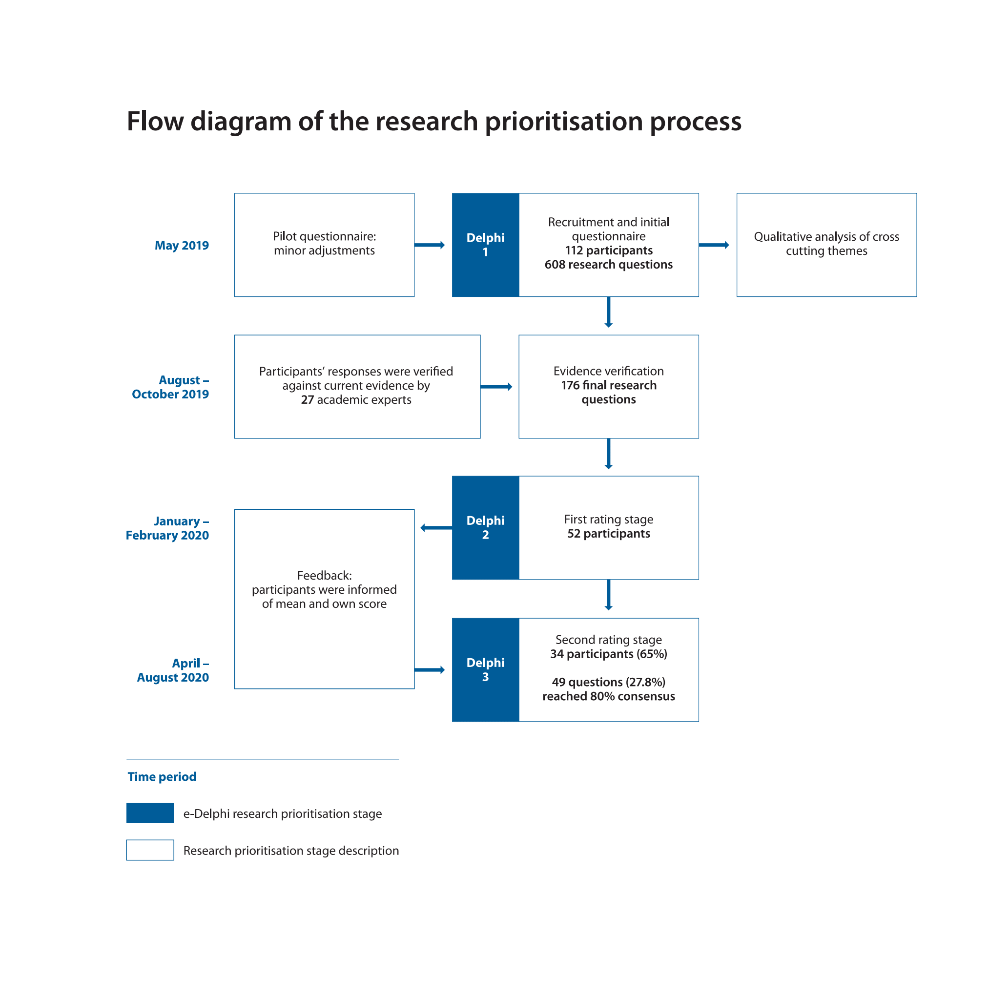 Flow diagram of the research prioritisation process
May 2019
Pilot questionnaire:
minor adjustments
Delphi
1
Recruitment and initial
questionnaire
112 participants
608 research questions
Qualitative analysis of cross
cutting themes
August –
October 2019
Participants’ responses were verified
against current evidence by
27 academic experts
Evidence verification
176 final research
questions
January –
February 2020
Delphi
2
First rating stage
52 participants
Feedback:
participants were informed
of mean and own score
April –
August 2020
Delphi
3
Second rating stage
34 participants (65%)
49 questions (27.8%)
reached 80% consensus
Time period
e-Delphi research prioritisation stage
Research prioritisation stage description